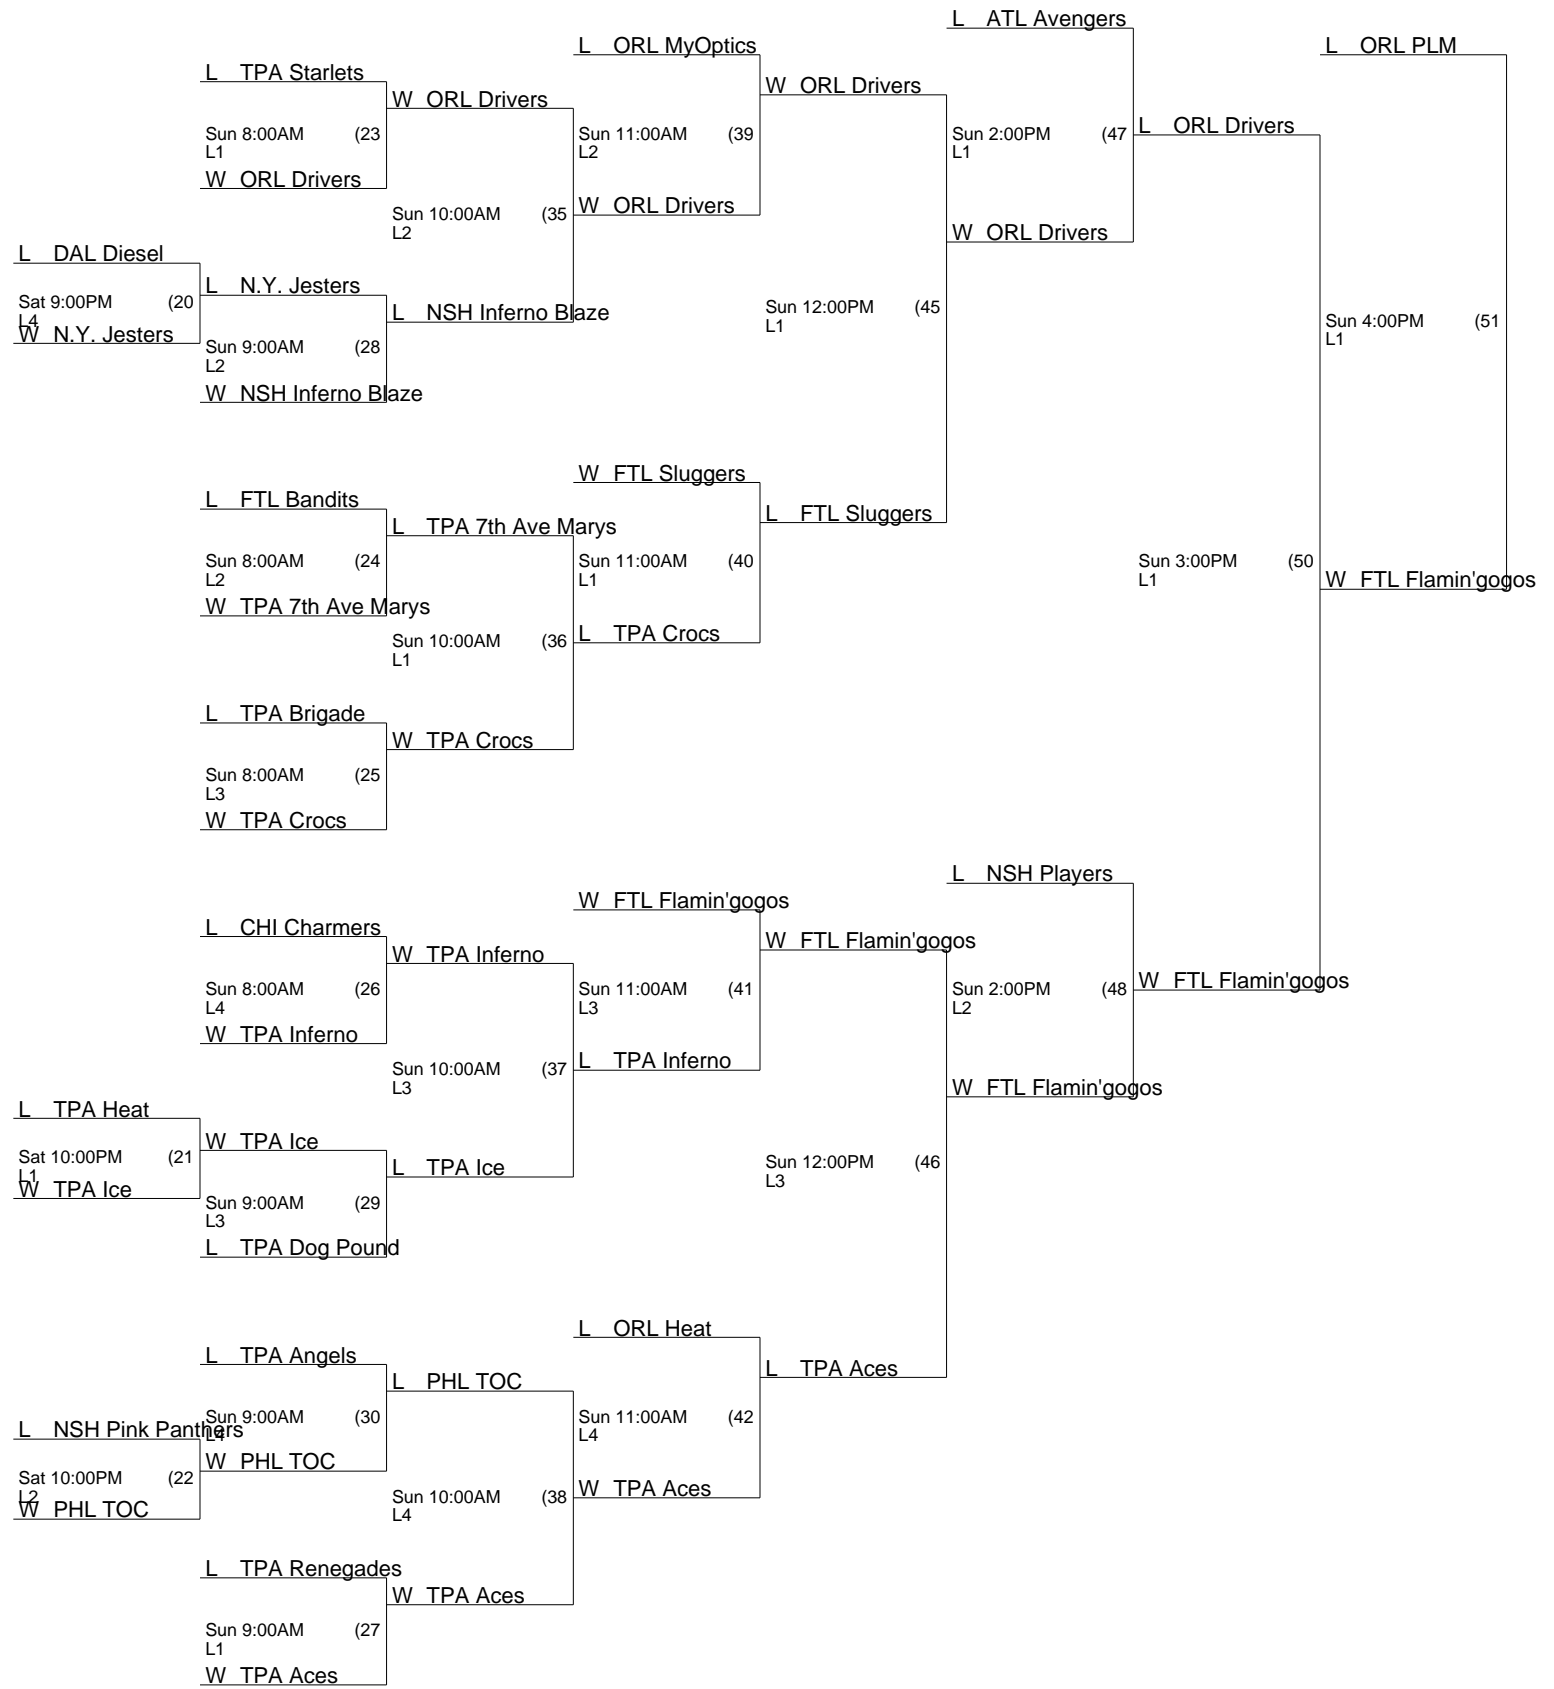 L ATL Avengers
L ORL MyOptics
L ORL PLM
L TPA Starlets
W ORL Drivers
W ORL Drivers
Sun 8:00AM (23
L1
Sun 11:00AM (39
L2
Sun 2:00PM (47
L1
L ORL Drivers
W ORL Drivers
Sun 10:00AM (35
L2
W ORL Drivers
W ORL Drivers
L DAL Diesel
L N.Y. Jesters
Sat 9:00PM (20
L4
L NSH Inferno Blaze
Sun 12:00PM (45
L1
Sun 4:00PM (51
L1
W N.Y. Jesters
Sun 9:00AM (28
L2
W NSH Inferno Blaze
W FTL Sluggers
L FTL Bandits
L TPA 7th Ave Marys
L FTL Sluggers
Sun 8:00AM (24
L2
Sun 11:00AM (40
L1
Sun 3:00PM (50
L1
W FTL Flamin'gogos
W TPA 7th Ave Marys
Sun 10:00AM (36
L1
L TPA Crocs
L TPA Brigade
W TPA Crocs
Sun 8:00AM (25
L3
W TPA Crocs
L NSH Players
W FTL Flamin'gogos
L CHI Charmers
W TPA Inferno
W FTL Flamin'gogos
Sun 8:00AM (26
L4
Sun 11:00AM (41
L3
Sun 2:00PM (48
L2
W FTL Flamin'gogos
W TPA Inferno
Sun 10:00AM (37
L3
L TPA Inferno
W FTL Flamin'gogos
L TPA Heat
W TPA Ice
Sat 10:00PM (21
L1
L TPA Ice
Sun 12:00PM (46
L3
W TPA Ice
Sun 9:00AM (29
L3
L TPA Dog Pound
L ORL Heat
L TPA Angels
L PHL TOC
L TPA Aces
Sun 9:00AM (30
L4
Sun 11:00AM (42
L4
L NSH Pink Panthers
W PHL TOC
Sat 10:00PM (22
L2
W TPA Aces
W PHL TOC
Sun 10:00AM (38
L4
L TPA Renegades
W TPA Aces
Sun 9:00AM (27
L1
W TPA Aces